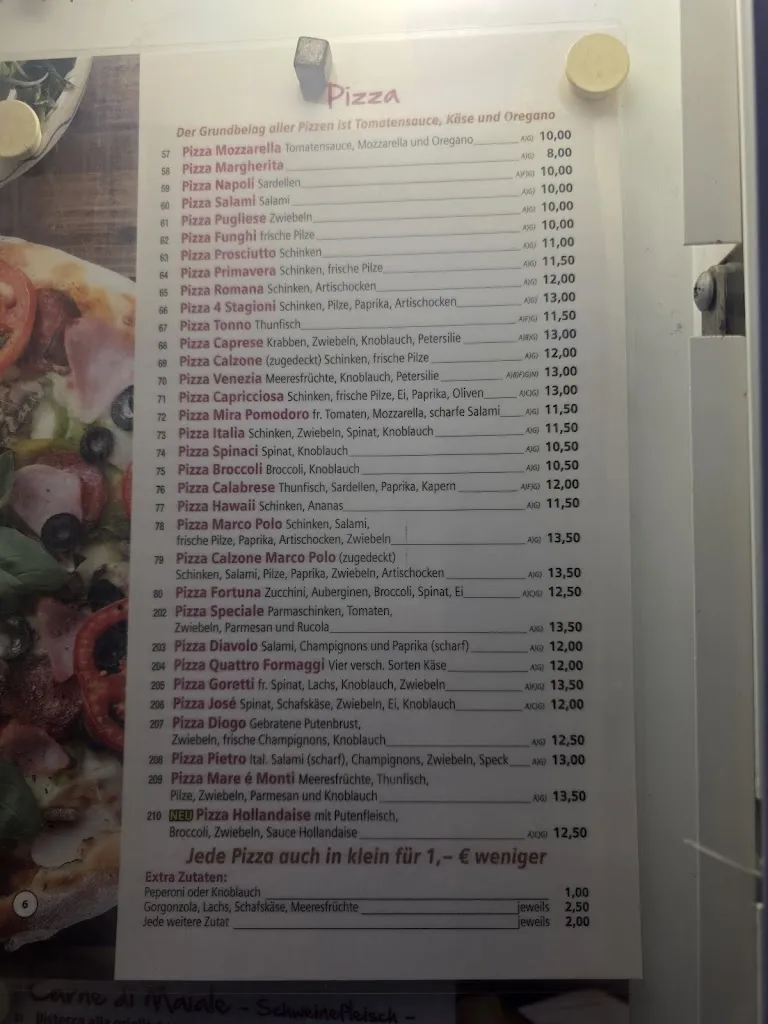 Pizza
Der Grundbelag aller Pizzen ist Tomatensauce, Käse und Oregano
57 Pizza Mozzarella Tomatensauce, Mozzarella und Oregano A)G) 10,00
58 Pizza Margherita A)G) 8,00
59 Pizza Napoli Sardellen A)F)G) 10,00
60 Pizza Salami Salami A)G) 10,00
61 Pizza Pugliese Zwiebeln A)G) 10,00
62 Pizza Funghi frische Pilze A)G) 10,00
63 Pizza Prosciutto Schinken A)G) 11,00
64 Pizza Primavera Schinken, frische Pilze A)G) 11,50
65 Pizza Romana Schinken, Artischocken A)G) 12,00
66 Pizza 4 Stagioni Schinken, Pilze, Paprika, Artischocken A)G) 13,00
67 Pizza Tonno Thunfisch A)F)G) 11,50
68 Pizza Caprese Krabben, Zwiebeln, Knoblauch, Petersilie 13,00
69 Pizza Calzone (zugedeckt) Schinken, frische Pilze A)G) 12,00
70 Pizza Venezia Meeresfrüchte, Knoblauch, Petersilie 13,00
71 Pizza Capricciosa Schinken, frische Pilze, Ei, Paprika, Oliven A)C)G) 13,00
72 Pizza Mira Pomodoro fr. Tomaten, Mozzarella, scharfe Salami A)G) 11,50
73 Pizza Italia Schinken, Zwiebeln, Spinat, Knoblauch A)G) 11,50
74 Pizza Spinaci Spinat, Knoblauch A)G) 10,50
75 Pizza Broccoli Broccoli, Knoblauch A)G) 10,50
76 Pizza Calabrese Thunfisch, Sardellen, Paprika, Kapern A)F)G) 12,00
77 Pizza Hawaii Schinken, Ananas A)G) 11,50
78 Pizza Marco Polo Schinken, Salami,
frische Pilze, Paprika, Artischocken, Zwiebeln A)G) 13,50
79 Pizza Calzone Marco Polo (zugedeckt)
Schinken, Salami, Pilze, Paprika, Zwiebeln, Artischocken A)G) 13,50
80 Pizza Fortuna Zucchini, Auberginen, Broccoli, Spinat, Ei A)C)G) 12,50
202 Pizza Speciale Parmaschinken, Tomaten,
Zwiebeln, Parmesan und Rucola A)G) 13,50
203 Pizza Diavolo Salami, Champignons und Paprika (scharf) A)G) 12,00
204 Pizza Quattro Formaggi Vier versch. Sorten Käse A)G) 12,00
205 Pizza Goretti fr. Spinat, Lachs, Knoblauch, Zwiebeln A)F)G) 13,50
206 Pizza José Spinat, Schafskäse, Zwiebeln, Ei, Knoblauch A)C)G) 12,00
207 Pizza Diogo Gebratene Putenbrust,
Zwiebeln, frische Champignons, Knoblauch A)G) 12,50
208 Pizza Pietro Ital. Salami (scharf), Champignons, Zwiebeln, Speck A)G) 13,00
209 Pizza Mare é Monti Meeresfrüchte, Thunfisch,
Pilze, Zwiebeln, Parmesan und Knoblauch A)G) 13,50
210 NEU Pizza Hollandaise mit Putenfleisch,
Broccoli, Zwiebeln, Sauce Hollandaise A)C)G) 12,50
Jede Pizza auch in klein für 1,– € weniger
Extra Zutaten:
Peperoni oder Knoblauch 1,00
Gorgonzola, Lachs, Schafskäse, Meeresfrüchte jeweils 2,50
Jede weitere Zutat jeweils 2,00
6
Carne di Maiale - Schweinefleisch -